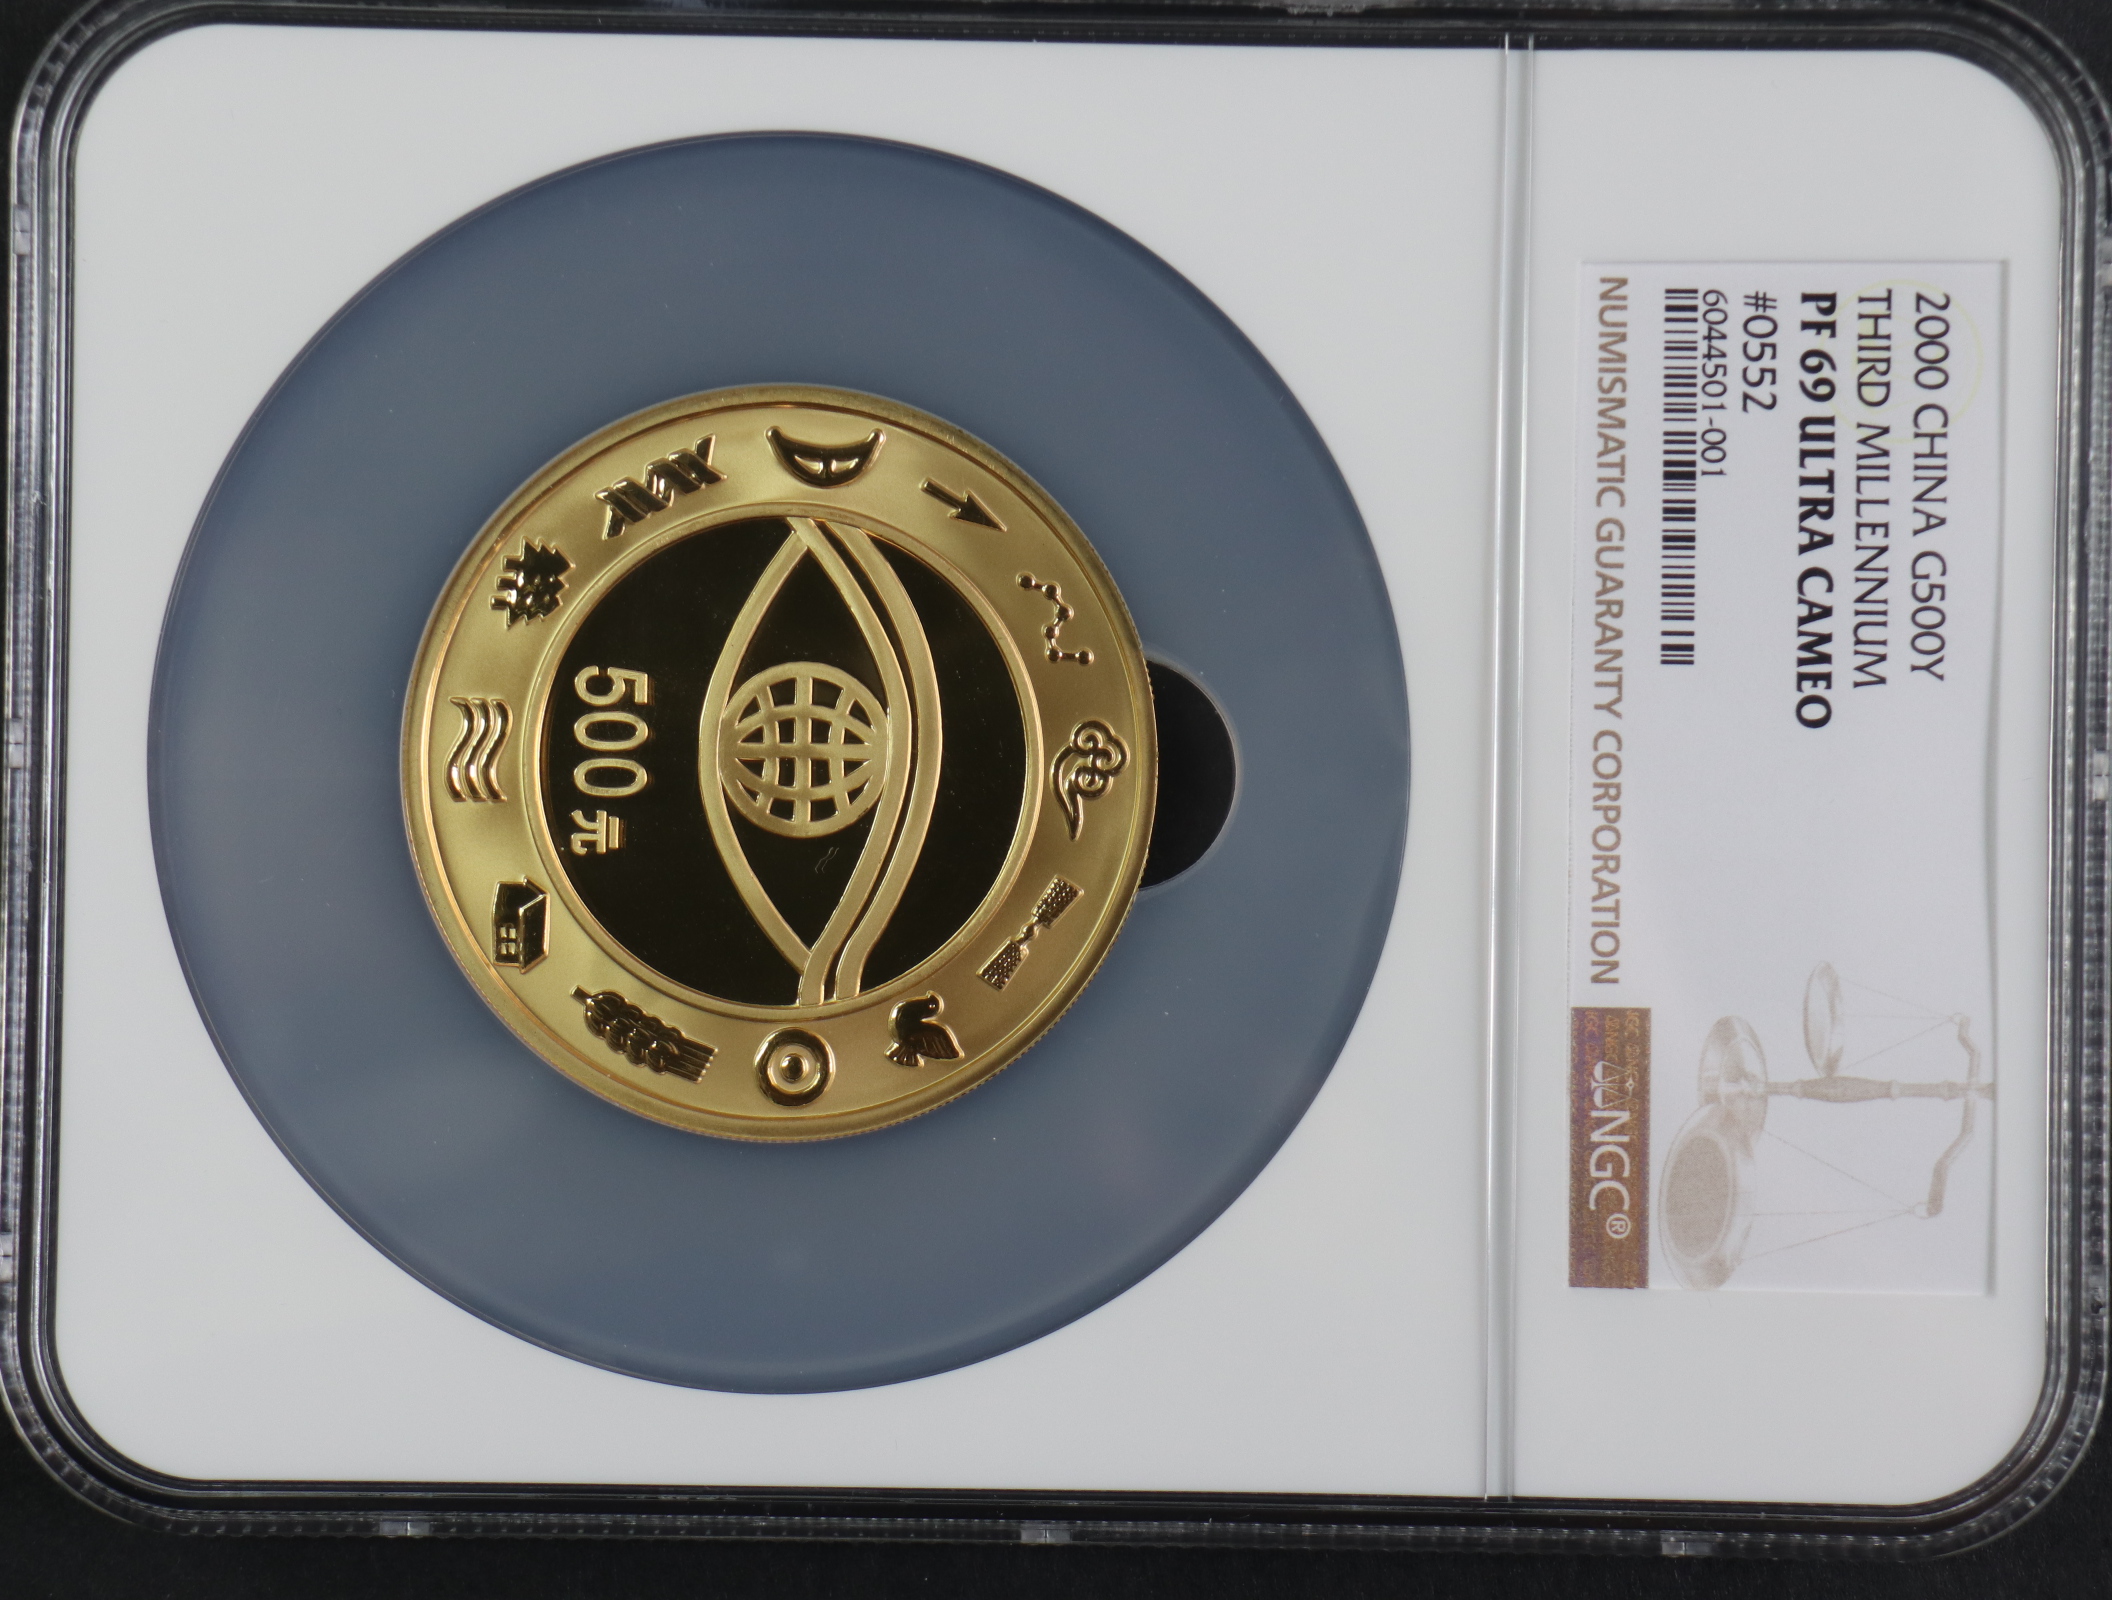 2000 CHINA G500Y
THIRD MILLENNIUM
PF 69 ULTRA CAMEO
#0552
6044501-001
NUMISMATIC GUARANTY CORPORATION
NGC®
500元